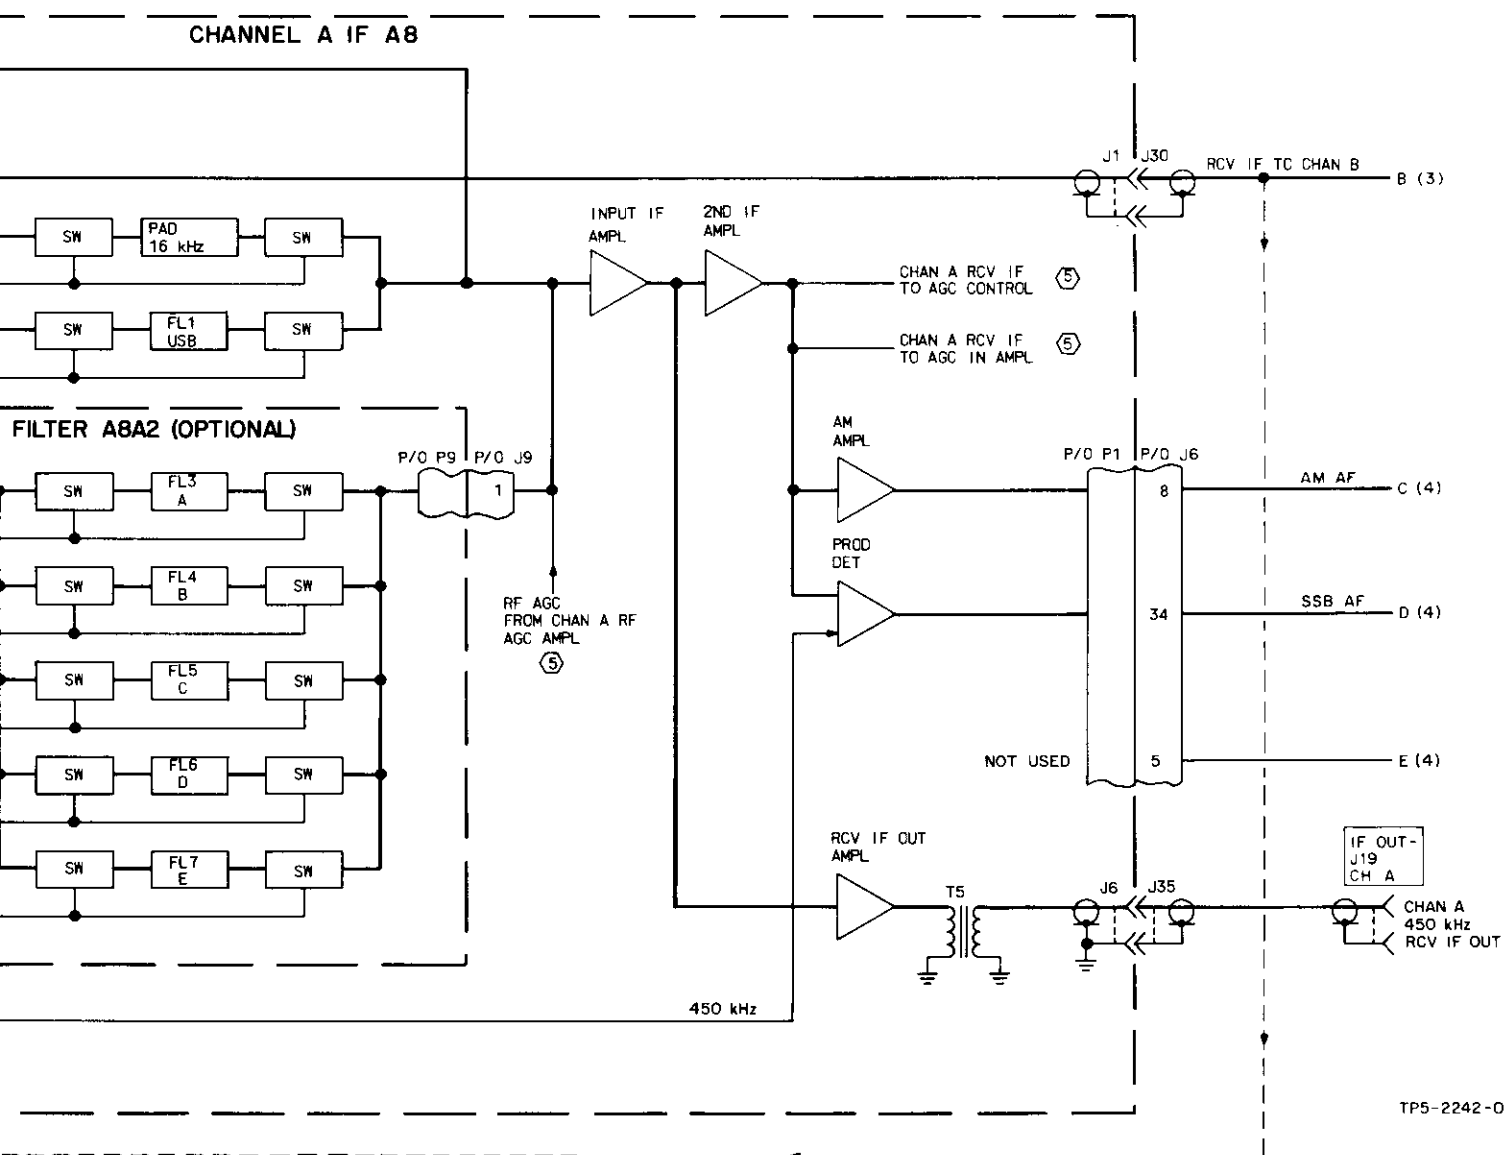 CHANNEL A IF A8
J1 J30
RCV IF TO CHAN B
B (3)
SW
PAD
16 kHz
SW
INPUT IF
AMPL
2ND IF
AMPL
CHAN A RCV IF
TO AGC CONTROL
5
SW
FL1
USB
SW
CHAN A RCV IF
TO AGC IN AMPL
5
FILTER A8A2 (OPTIONAL)
P/O P9 P/O J9
AM
AMPL
P/O P1 P/O J6
SW
FL3
A
SW
1
8
AM AF
C (4)
PROD
DET
SW
FL4
B
SW
RF AGC
FROM CHAN A RF
AGC AMPL
5
34
SSB AF
D (4)
SW
FL5
C
SW
SW
FL6
D
SW
NOT USED
5
E (4)
SW
FL7
E
SW
RCV IF OUT
AMPL
T5
J6 J35
IF OUT-
J19
CH A
CHAN A
450 kHz
RCV IF OUT
450 kHz
TP5-2242-0